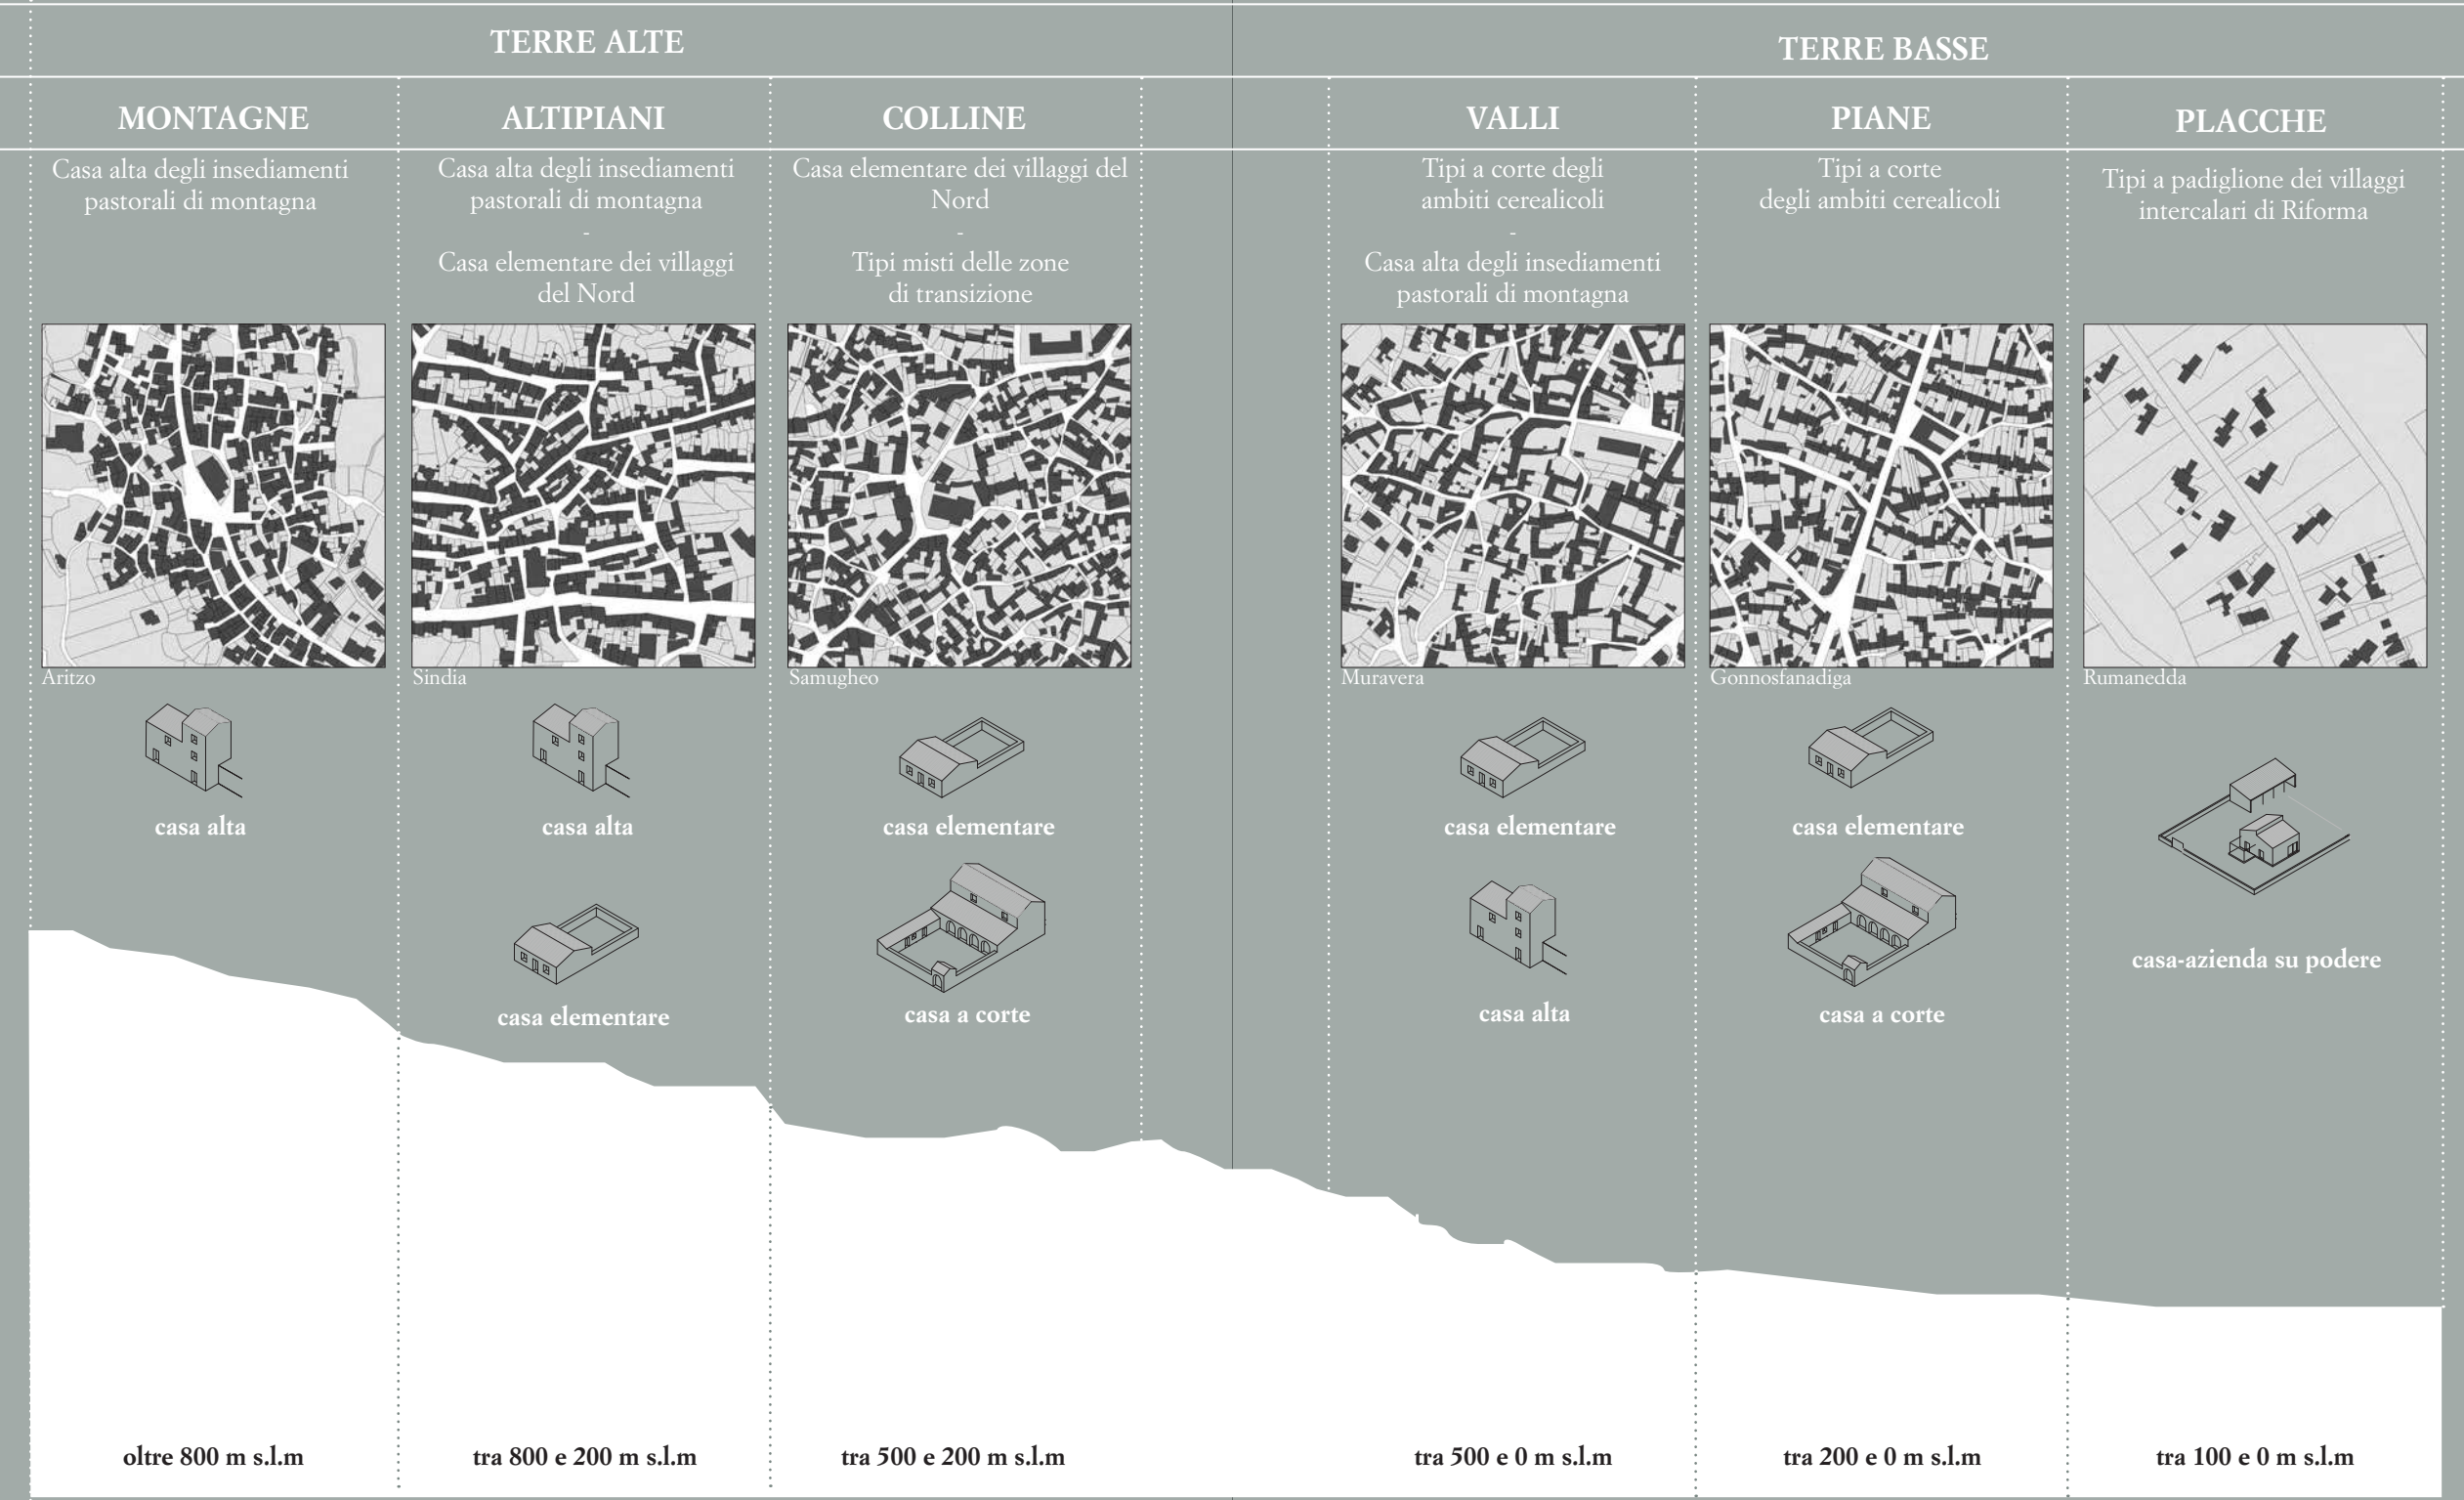 TERRE ALTE
TERRE BASSE
MONTAGNE
ALTIPIANI
COLLINE
VALLI
PIANE
PLACCHE
Casa alta degli insediamenti
pastorali di montagna
Casa alta degli insediamenti
pastorali di montagna
-
Casa elementare dei villaggi
del Nord
Casa elementare dei villaggi del
Nord
-
Tipi misti delle zone
di transizione
Tipi a corte degli
ambiti cerealicoli
-
Casa alta degli insediamenti
pastorali di montagna
Tipi a corte
degli ambiti cerealicoli
Tipi a padiglione dei villaggi
intercalari di Riforma
Aritzo
Sindia
Samugheo
Muravera
Gonnosfanadiga
Rumanedda
casa alta
casa alta
casa elementare
casa elementare
casa a corte
casa elementare
casa alta
casa elementare
casa a corte
casa-azienda su podere
oltre 800 m s.l.m
tra 800 e 200 m s.l.m
tra 500 e 200 m s.l.m
tra 500 e 0 m s.l.m
tra 200 e 0 m s.l.m
tra 100 e 0 m s.l.m